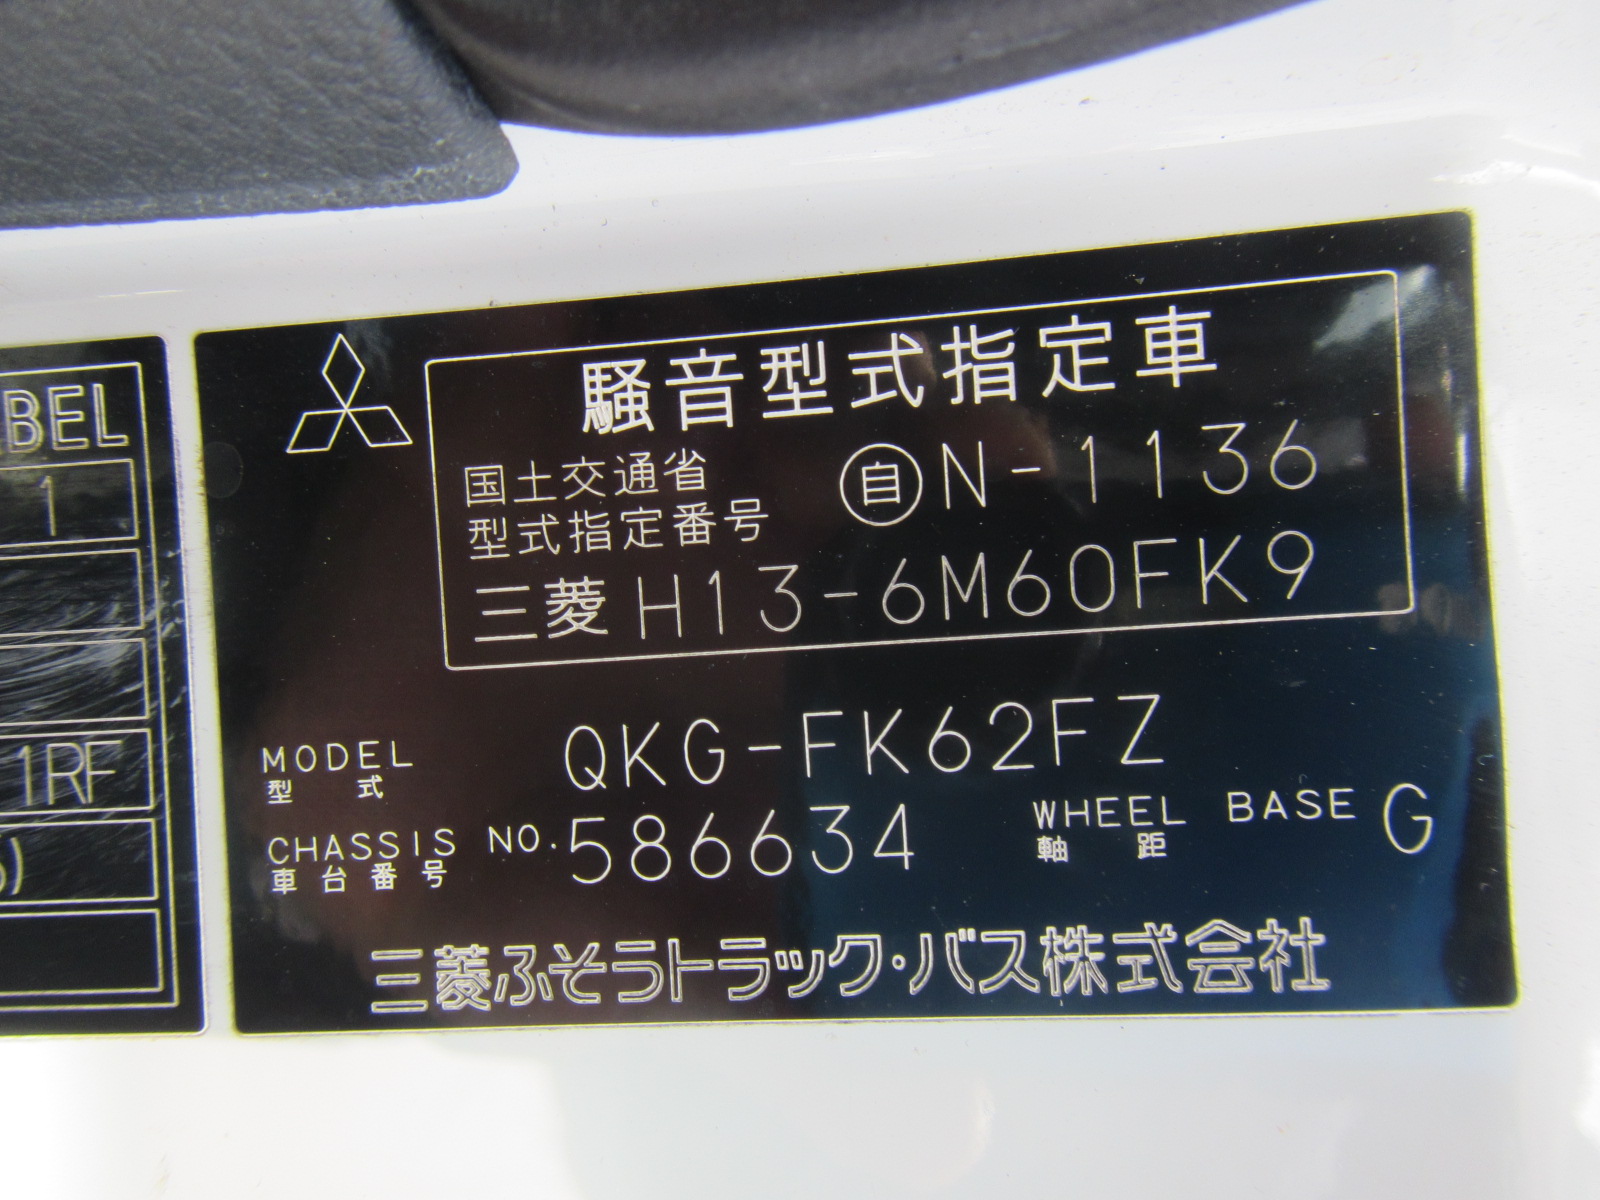 騒音型式指定車
国土交通省
型式指定番号
自 N-1136
三菱 H13-6M60FK9
MODEL
型式
QKG-FK62FZ
CHASSIS NO.
車台番号
586634
WHEEL BASE
軸距
G
三菱ふそうトラック・バス株式会社
1
1RF